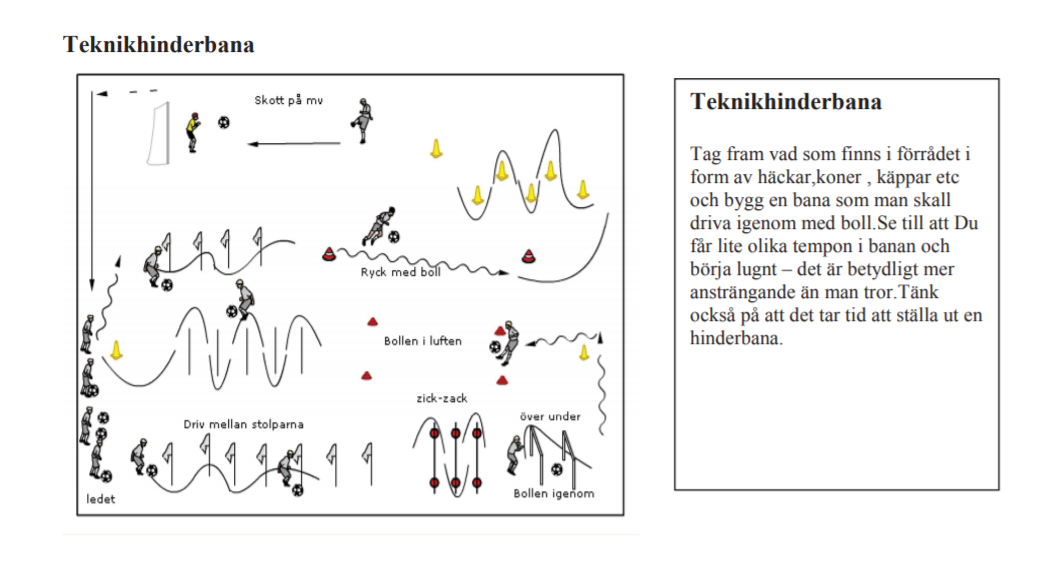 Teknikhinderbana
Skott på mv
Ryck med boll
Bollen i luften
zick-zack
över under
Driv mellan stolparna
Bollen igenom
ledet
Teknikhinderbana
Tag fram vad som finns i förrådet i
form av häckar,koner , käppar etc
och bygg en bana som man skall
driva igenom med boll.Se till att Du
får lite olika tempon i banan och
börja lugnt – det är betydligt mer
ansträngande än man tror.Tänk
också på att det tar tid att ställa ut en
hinderbana.